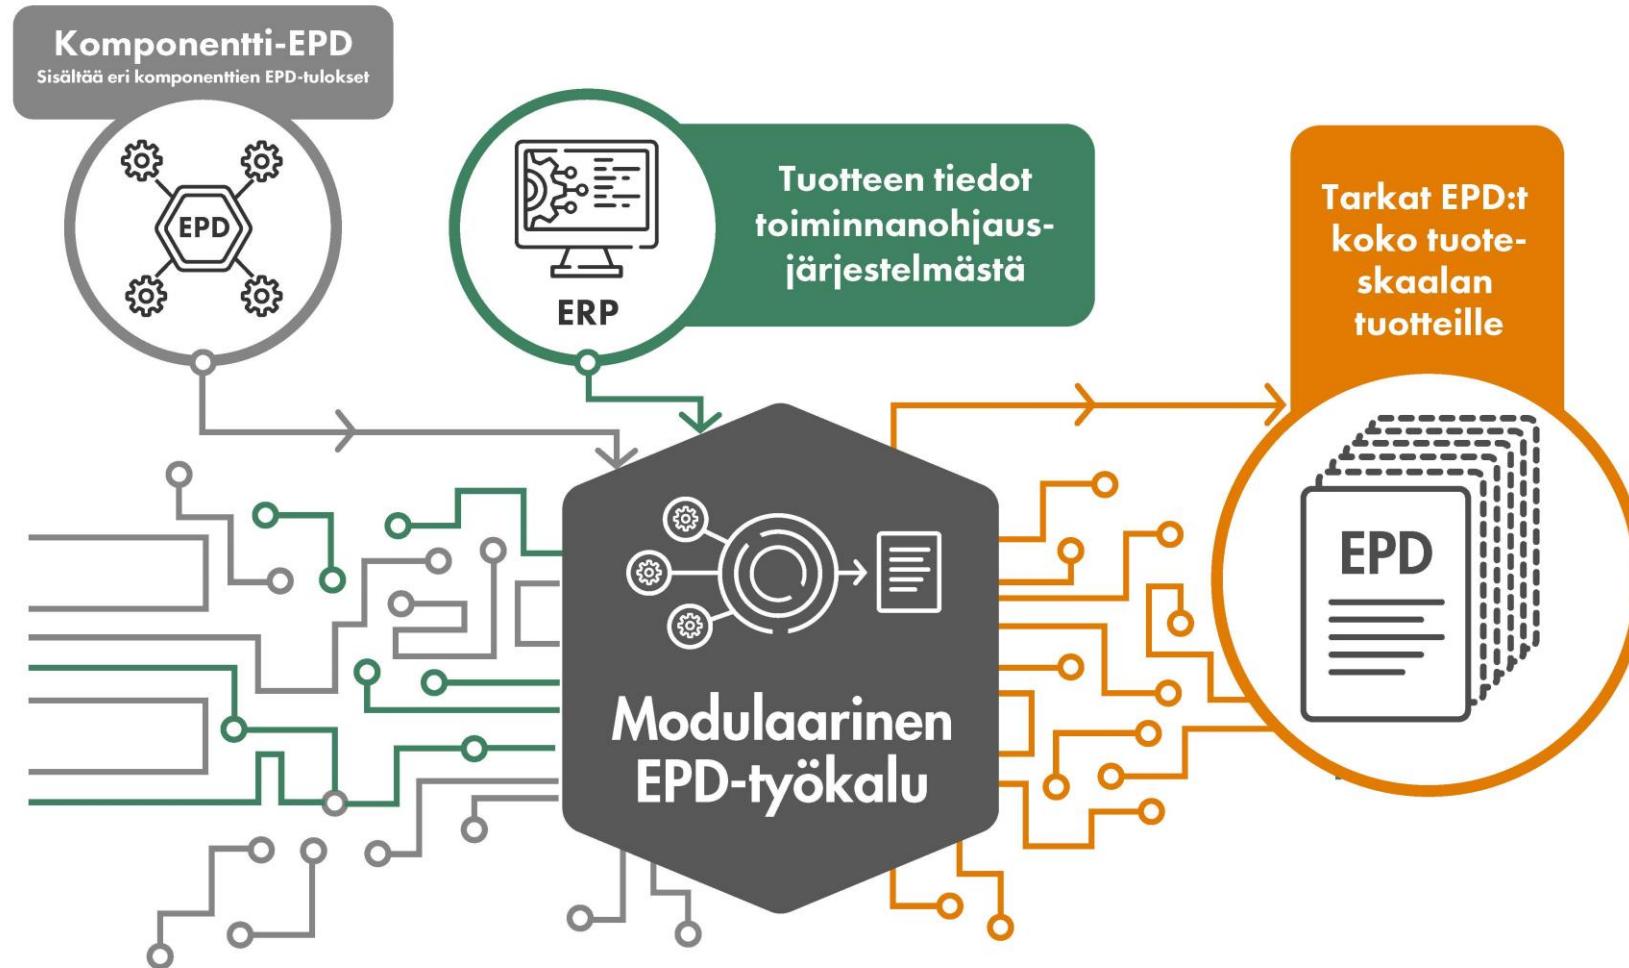 Komponentti-EPD
Sisältää eri komponenttien EPD-tulokset
EPD
ERP
Tuotteen tiedot
toiminnanohjaus-
järjestelmästä
Tarkat EPD:t
koko tuote-
skaalan
tuotteille
EPD
Modulaarinen
EPD-työkalu